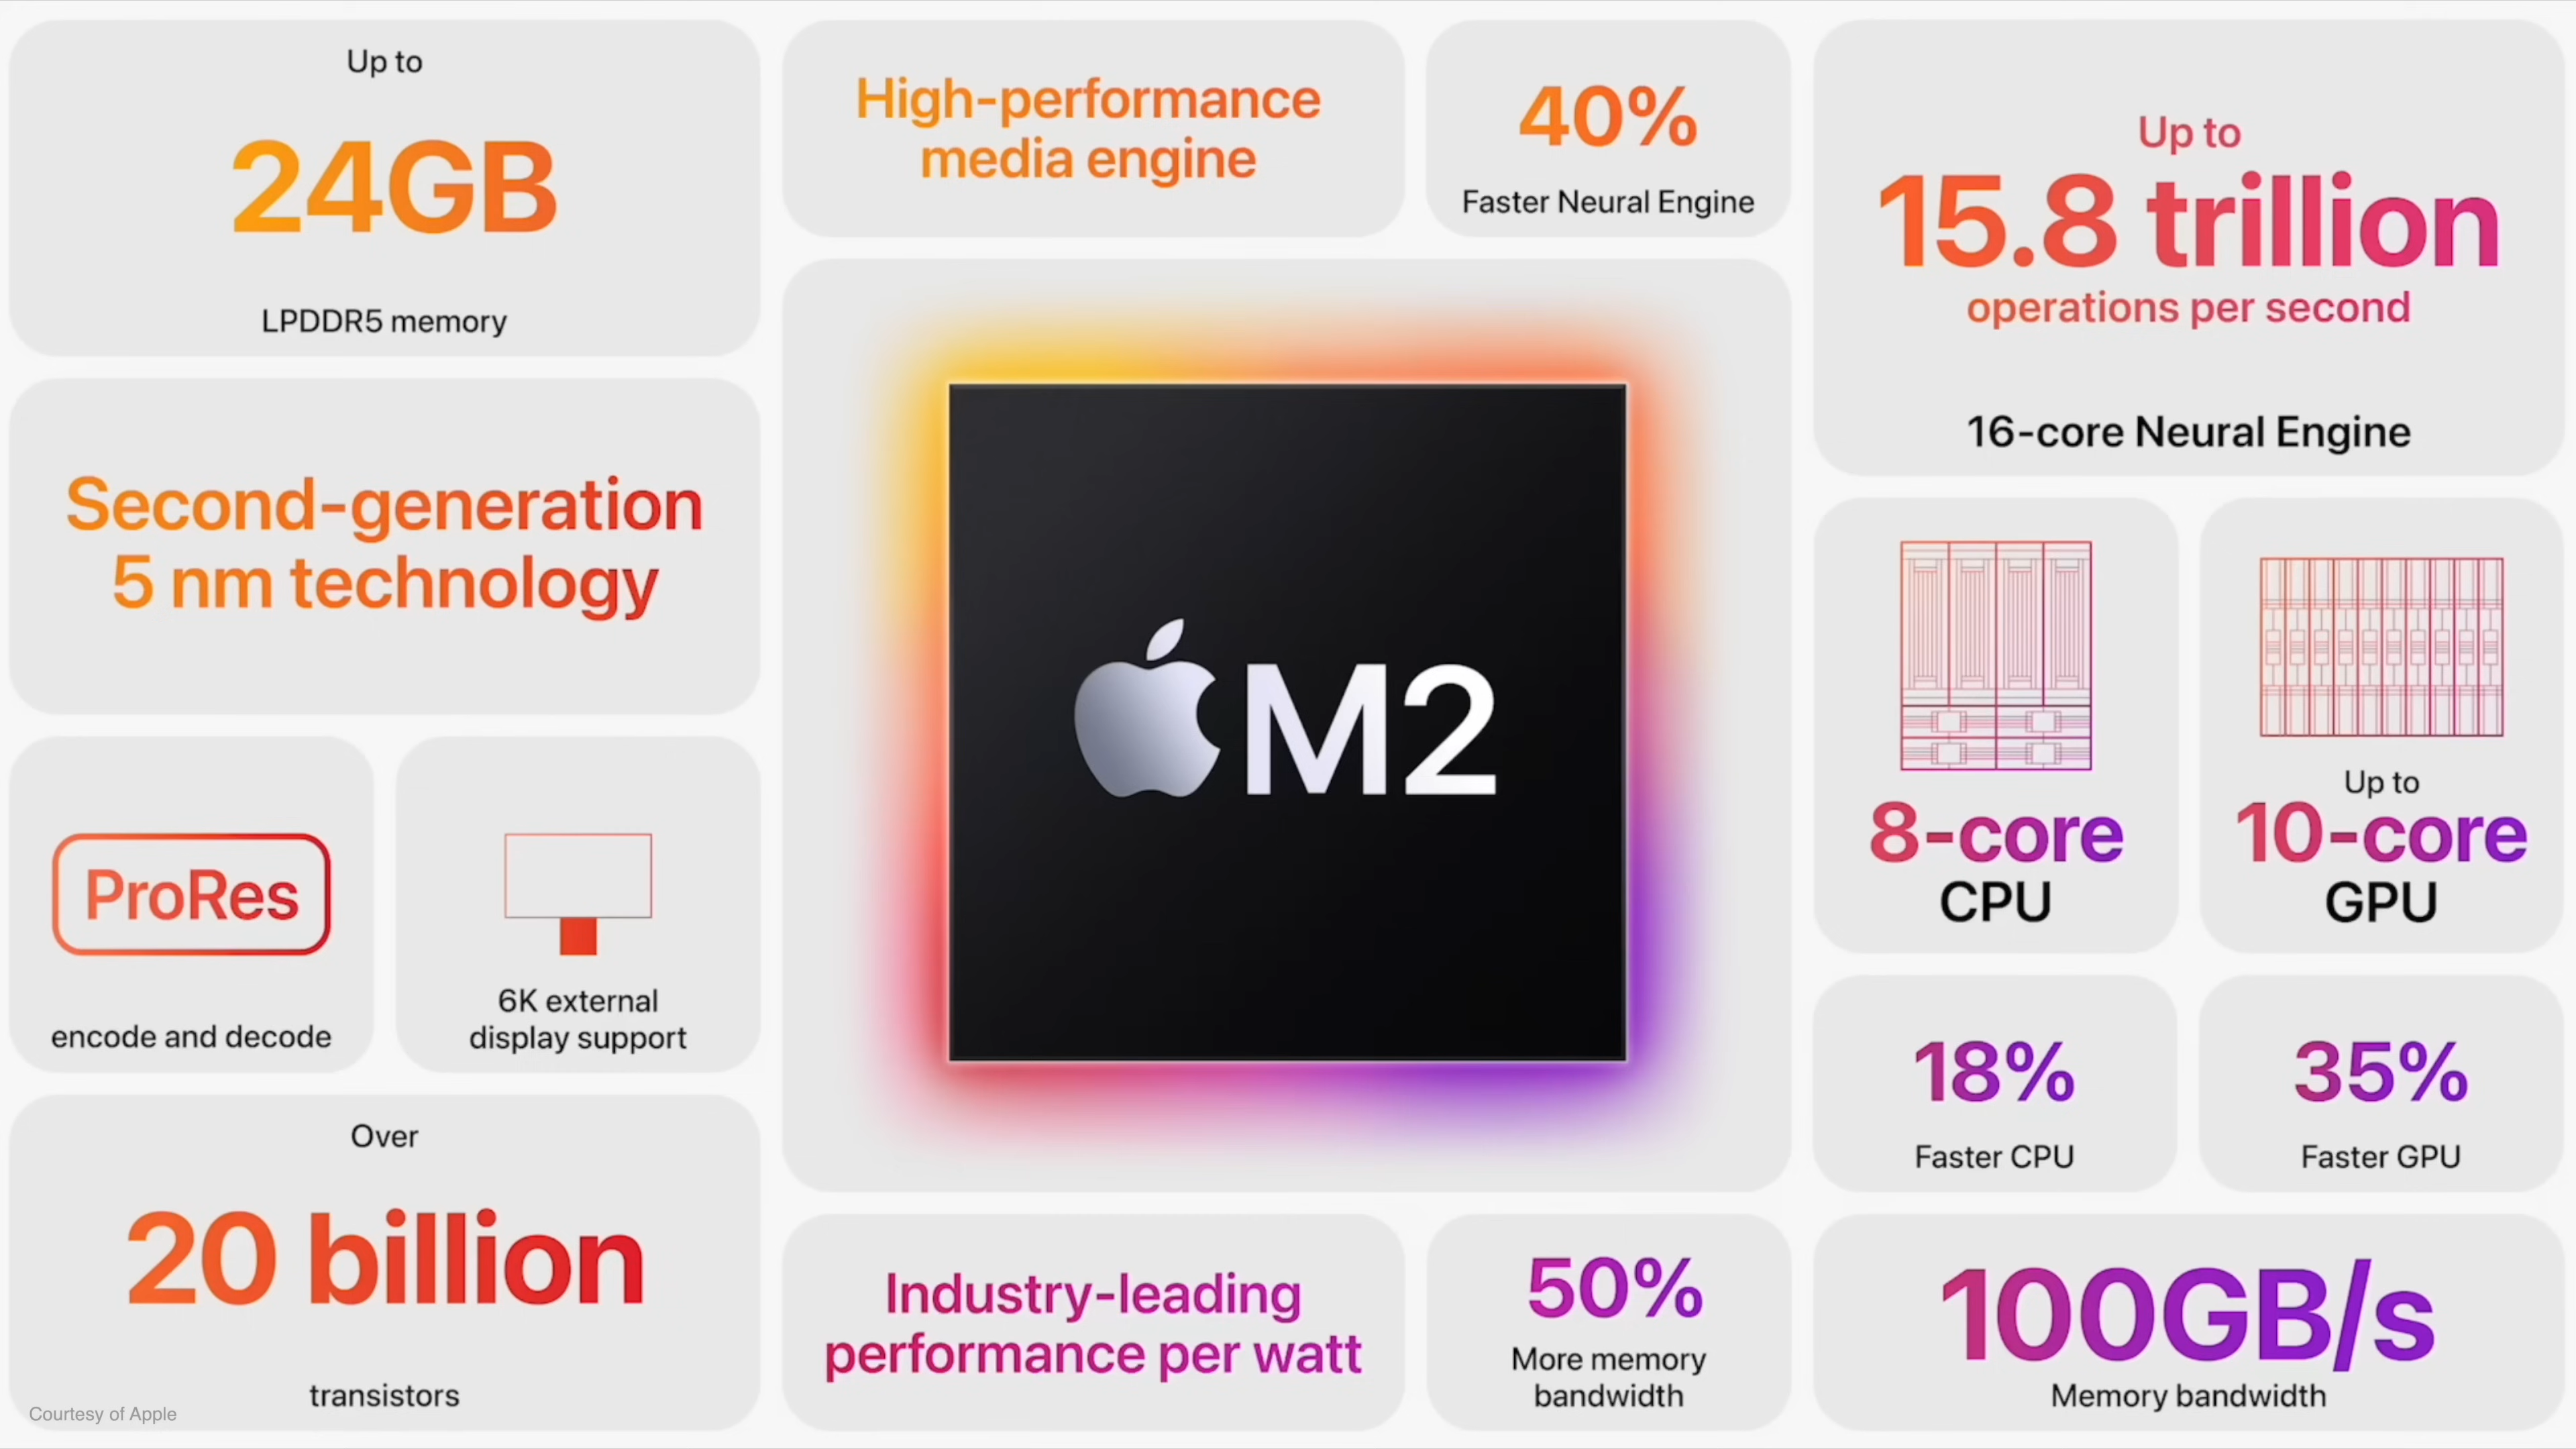 Up to
24GB
LPDDR5 memory
Second-generation
5 nm technology
ProRes
encode and decode
6K external
display support
Over
20 billion
transistors
Courtesy of Apple
High-performance
media engine
40%
Faster Neural Engine
M2
Industry-leading
performance per watt
50%
More memory
bandwidth
Up to
15.8 trillion
operations per second
16-core Neural Engine
8-core
CPU
Up to
10-core
GPU
18%
Faster CPU
35%
Faster GPU
100GB/s
Memory bandwidth